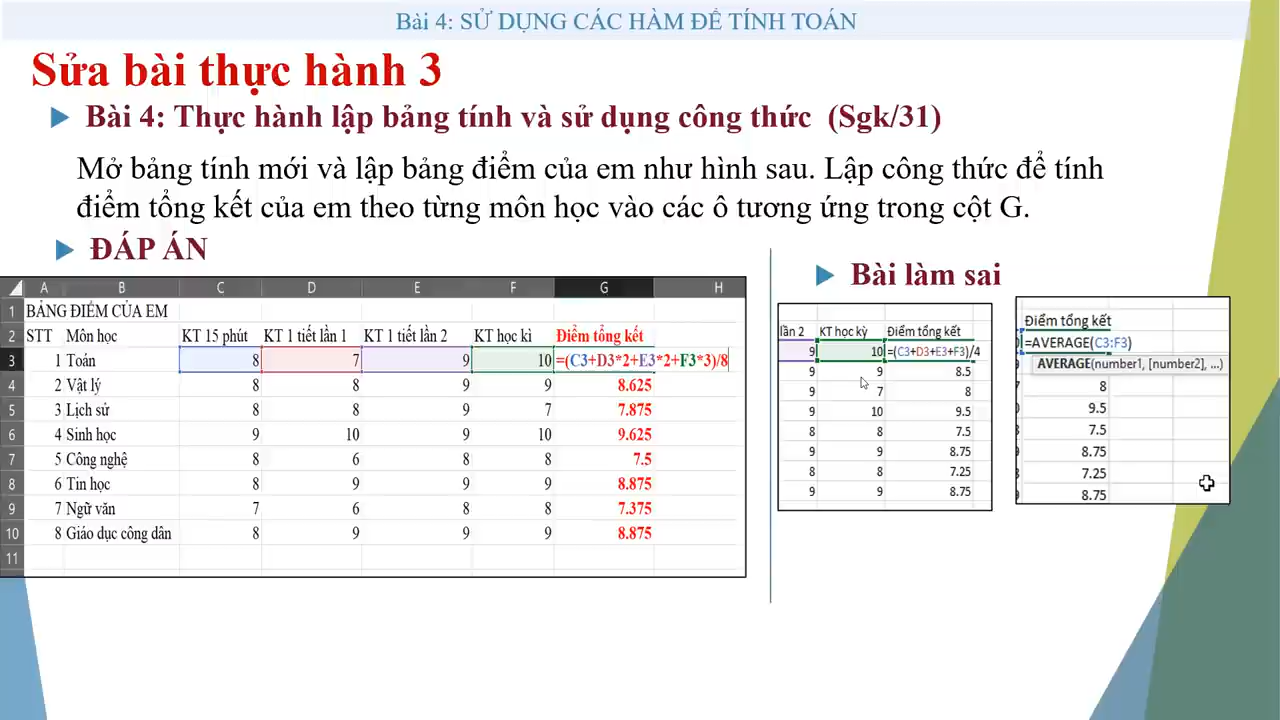 Bài 4: SỬ DỤNG CÁC HÀM ĐỂ TÍNH TOÁN
Sửa bài thực hành 3
Bài 4: Thực hành lập bảng tính và sử dụng công thức (Sgk/31)
Mở bảng tính mới và lập bảng điểm của em như hình sau. Lập công thức để tính
điểm tổng kết của em theo từng môn học vào các ô tương ứng trong cột G.
ĐÁP ÁN
A B C D E F G H
1 BẢNG ĐIỂM CỦA EM
2 STT Môn học KT 15 phút KT 1 tiết lần 1 KT 1 tiết lần 2 KT học kì Điểm tổng kết
3 1 Toán 8 7 9 10 =(C3+D3*2+E3*2+F3*3)/8
4 2 Vật lý 8 8 9 9 8.625
5 3 Lịch sử 8 8 9 7 7.875
6 4 Sinh học 9 10 9 10 9.625
7 5 Công nghệ 8 6 8 8 7.5
8 6 Tin học 8 9 9 9 8.875
9 7 Ngữ văn 7 6 8 8 7.375
10 8 Giáo dục công dân 8 9 9 9 8.875
11
Bài làm sai
lần 2 KT học kỳ Điểm tổng kết
9 10 =(C3+D3+E3+F3)/4
9 9 8.5
9 7 8
9 10 9.5
8 8 7.5
9 9 8.75
8 8 7.25
9 9 8.75
Điểm tổng kết
=AVERAGE(C3:F3)
AVERAGE(number1, [number2], ...)
8
9.5
7.5
8.75
7.25
8.75